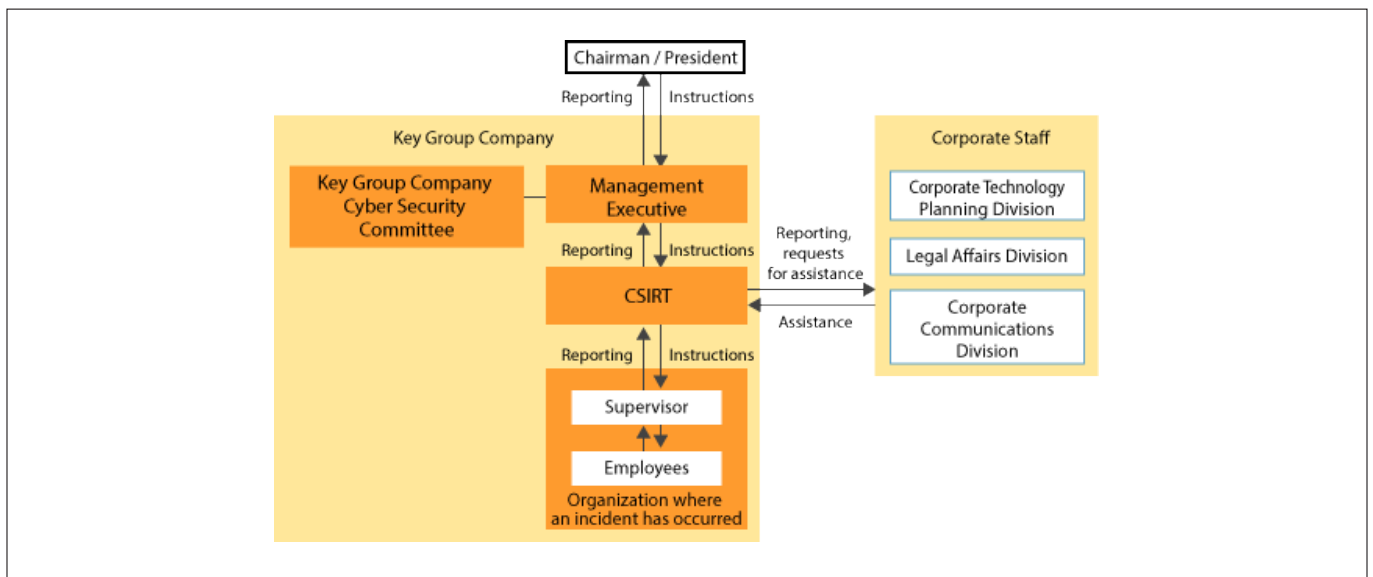 Chairman / President
Reporting
Instructions
Key Group Company
Corporate Staff
Key Group Company
Cyber Security
Committee
Management
Executive
Corporate Technology
Planning Division
Reporting
Instructions
Reporting,
requests
for assistance
Legal Affairs Division
CSIRT
Assistance
Corporate
Communications
Division
Reporting
Instructions
Supervisor
Employees
Organization where
an incident has occurred